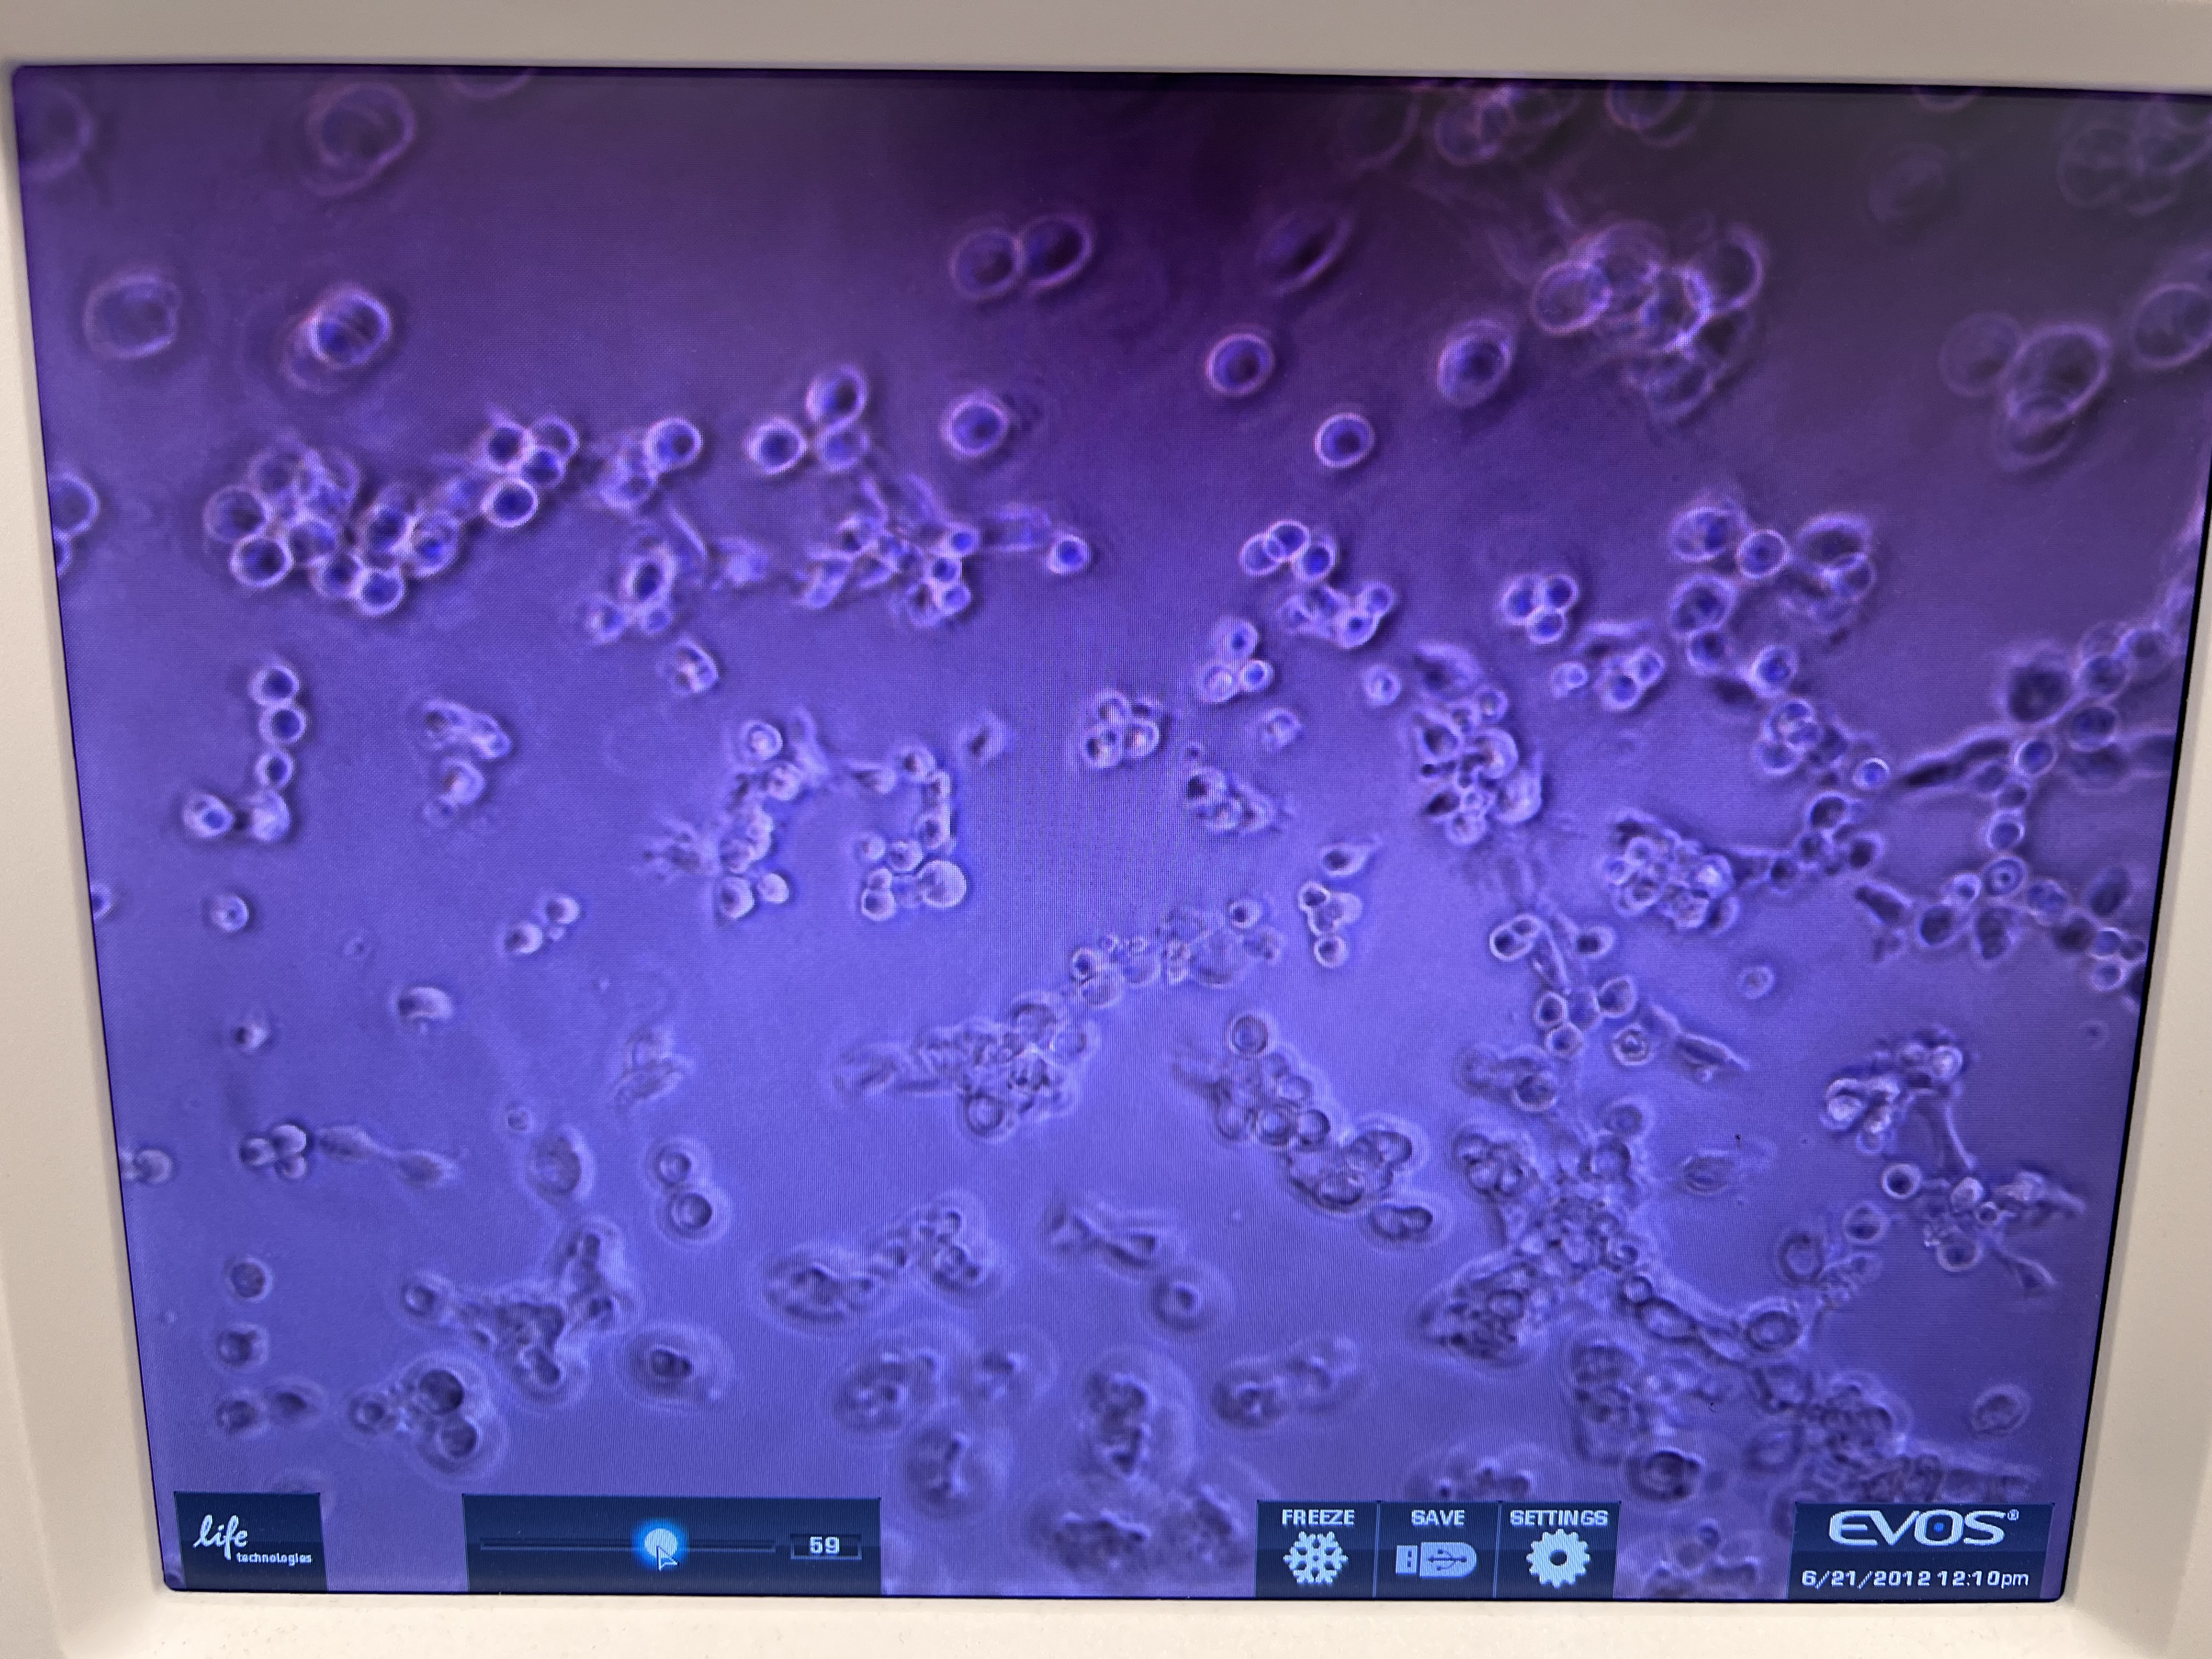 life
technologies
59
FREEZE
SAVE
SETTINGS
EVOS®
6/21/2012 12:10pm